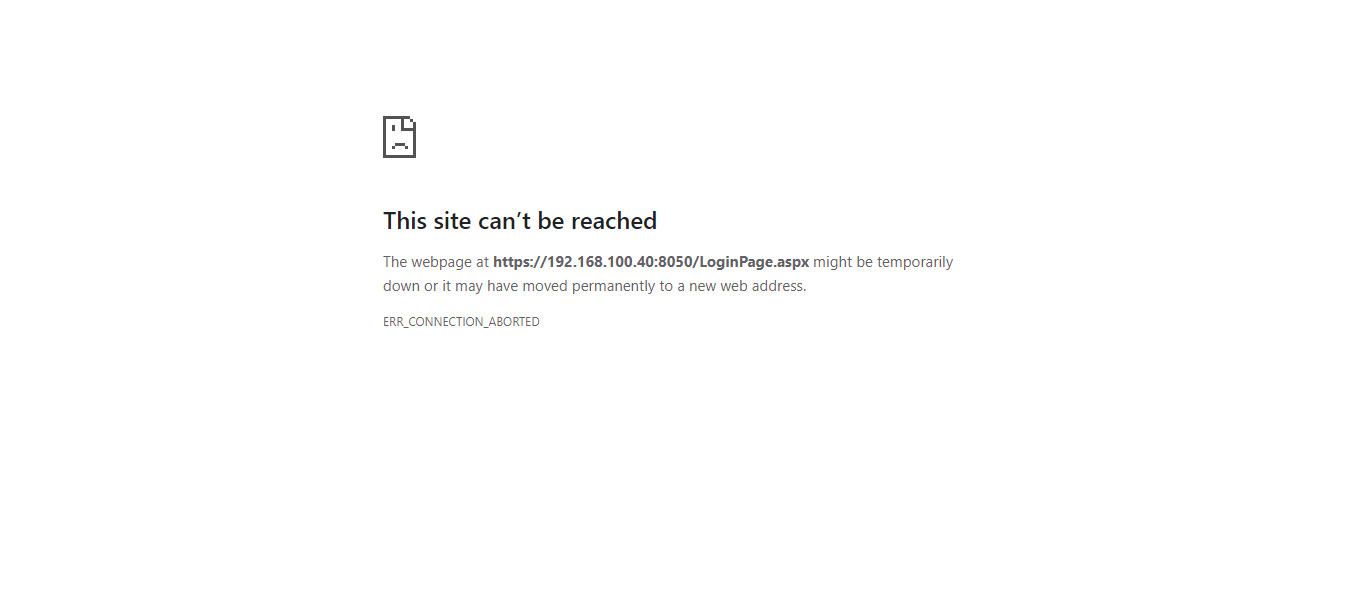 This site can’t be reached
The webpage at https://192.168.100.40:8050/LoginPage.aspx might be temporarily
down or it may have moved permanently to a new web address.
ERR_CONNECTION_ABORTED